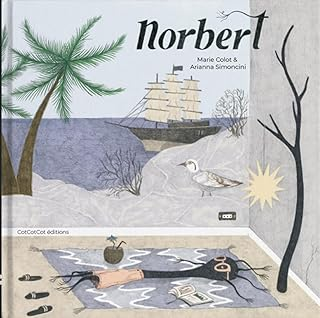 Norbert
Marie Colot &
Arianna Simoncini
CotCotCot éditions